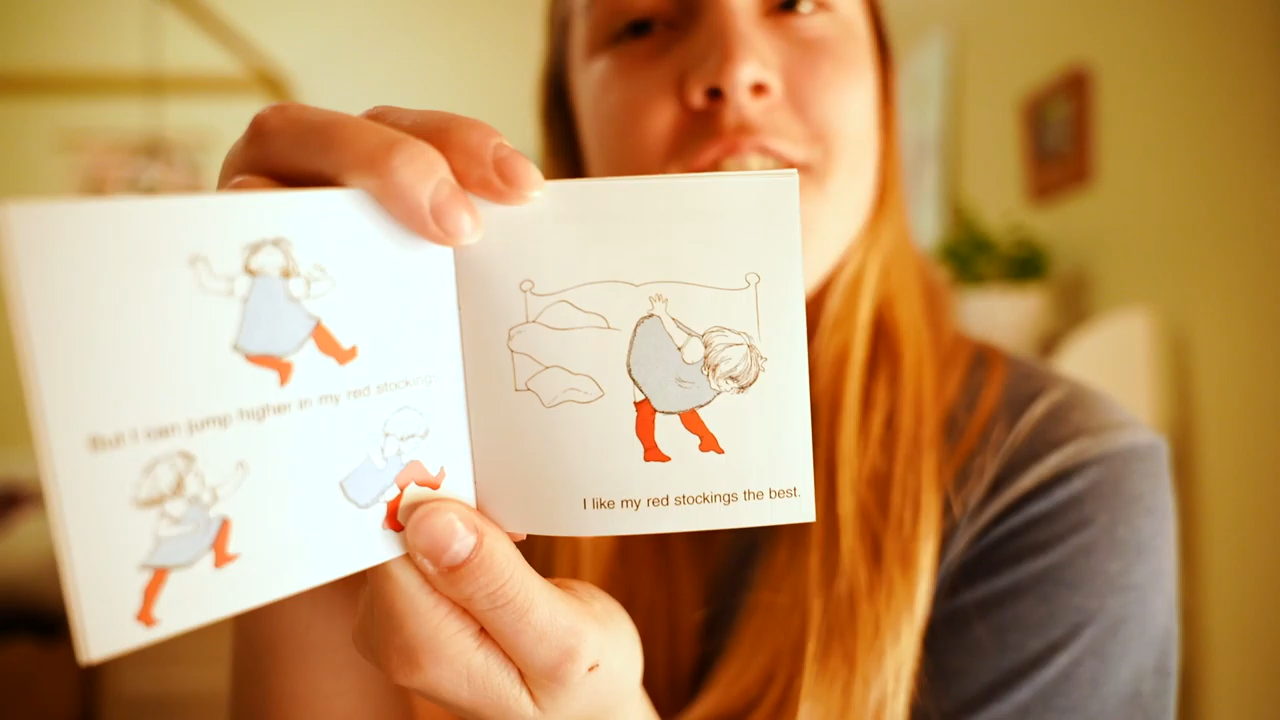 But I can jump higher in my red stockings.
I like my red stockings the best.